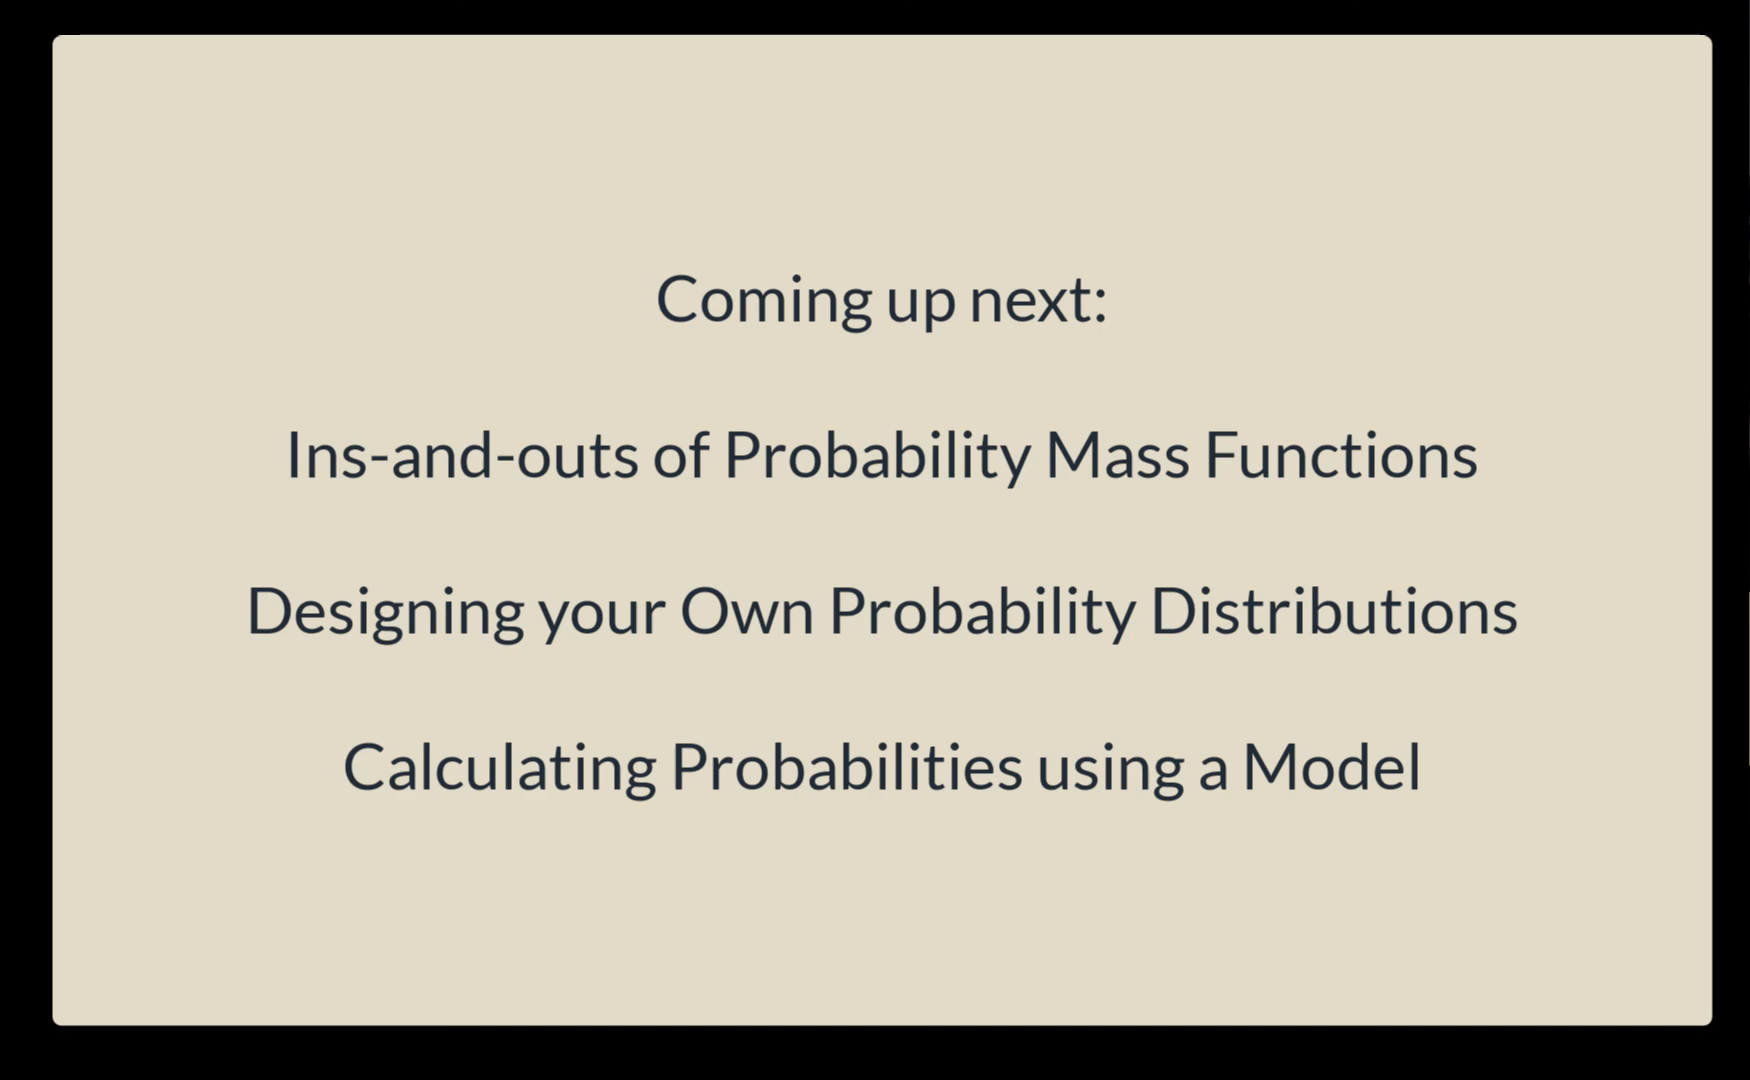 Coming up next:
Ins-and-outs of Probability Mass Functions
Designing your Own Probability Distributions
Calculating Probabilities using a Model